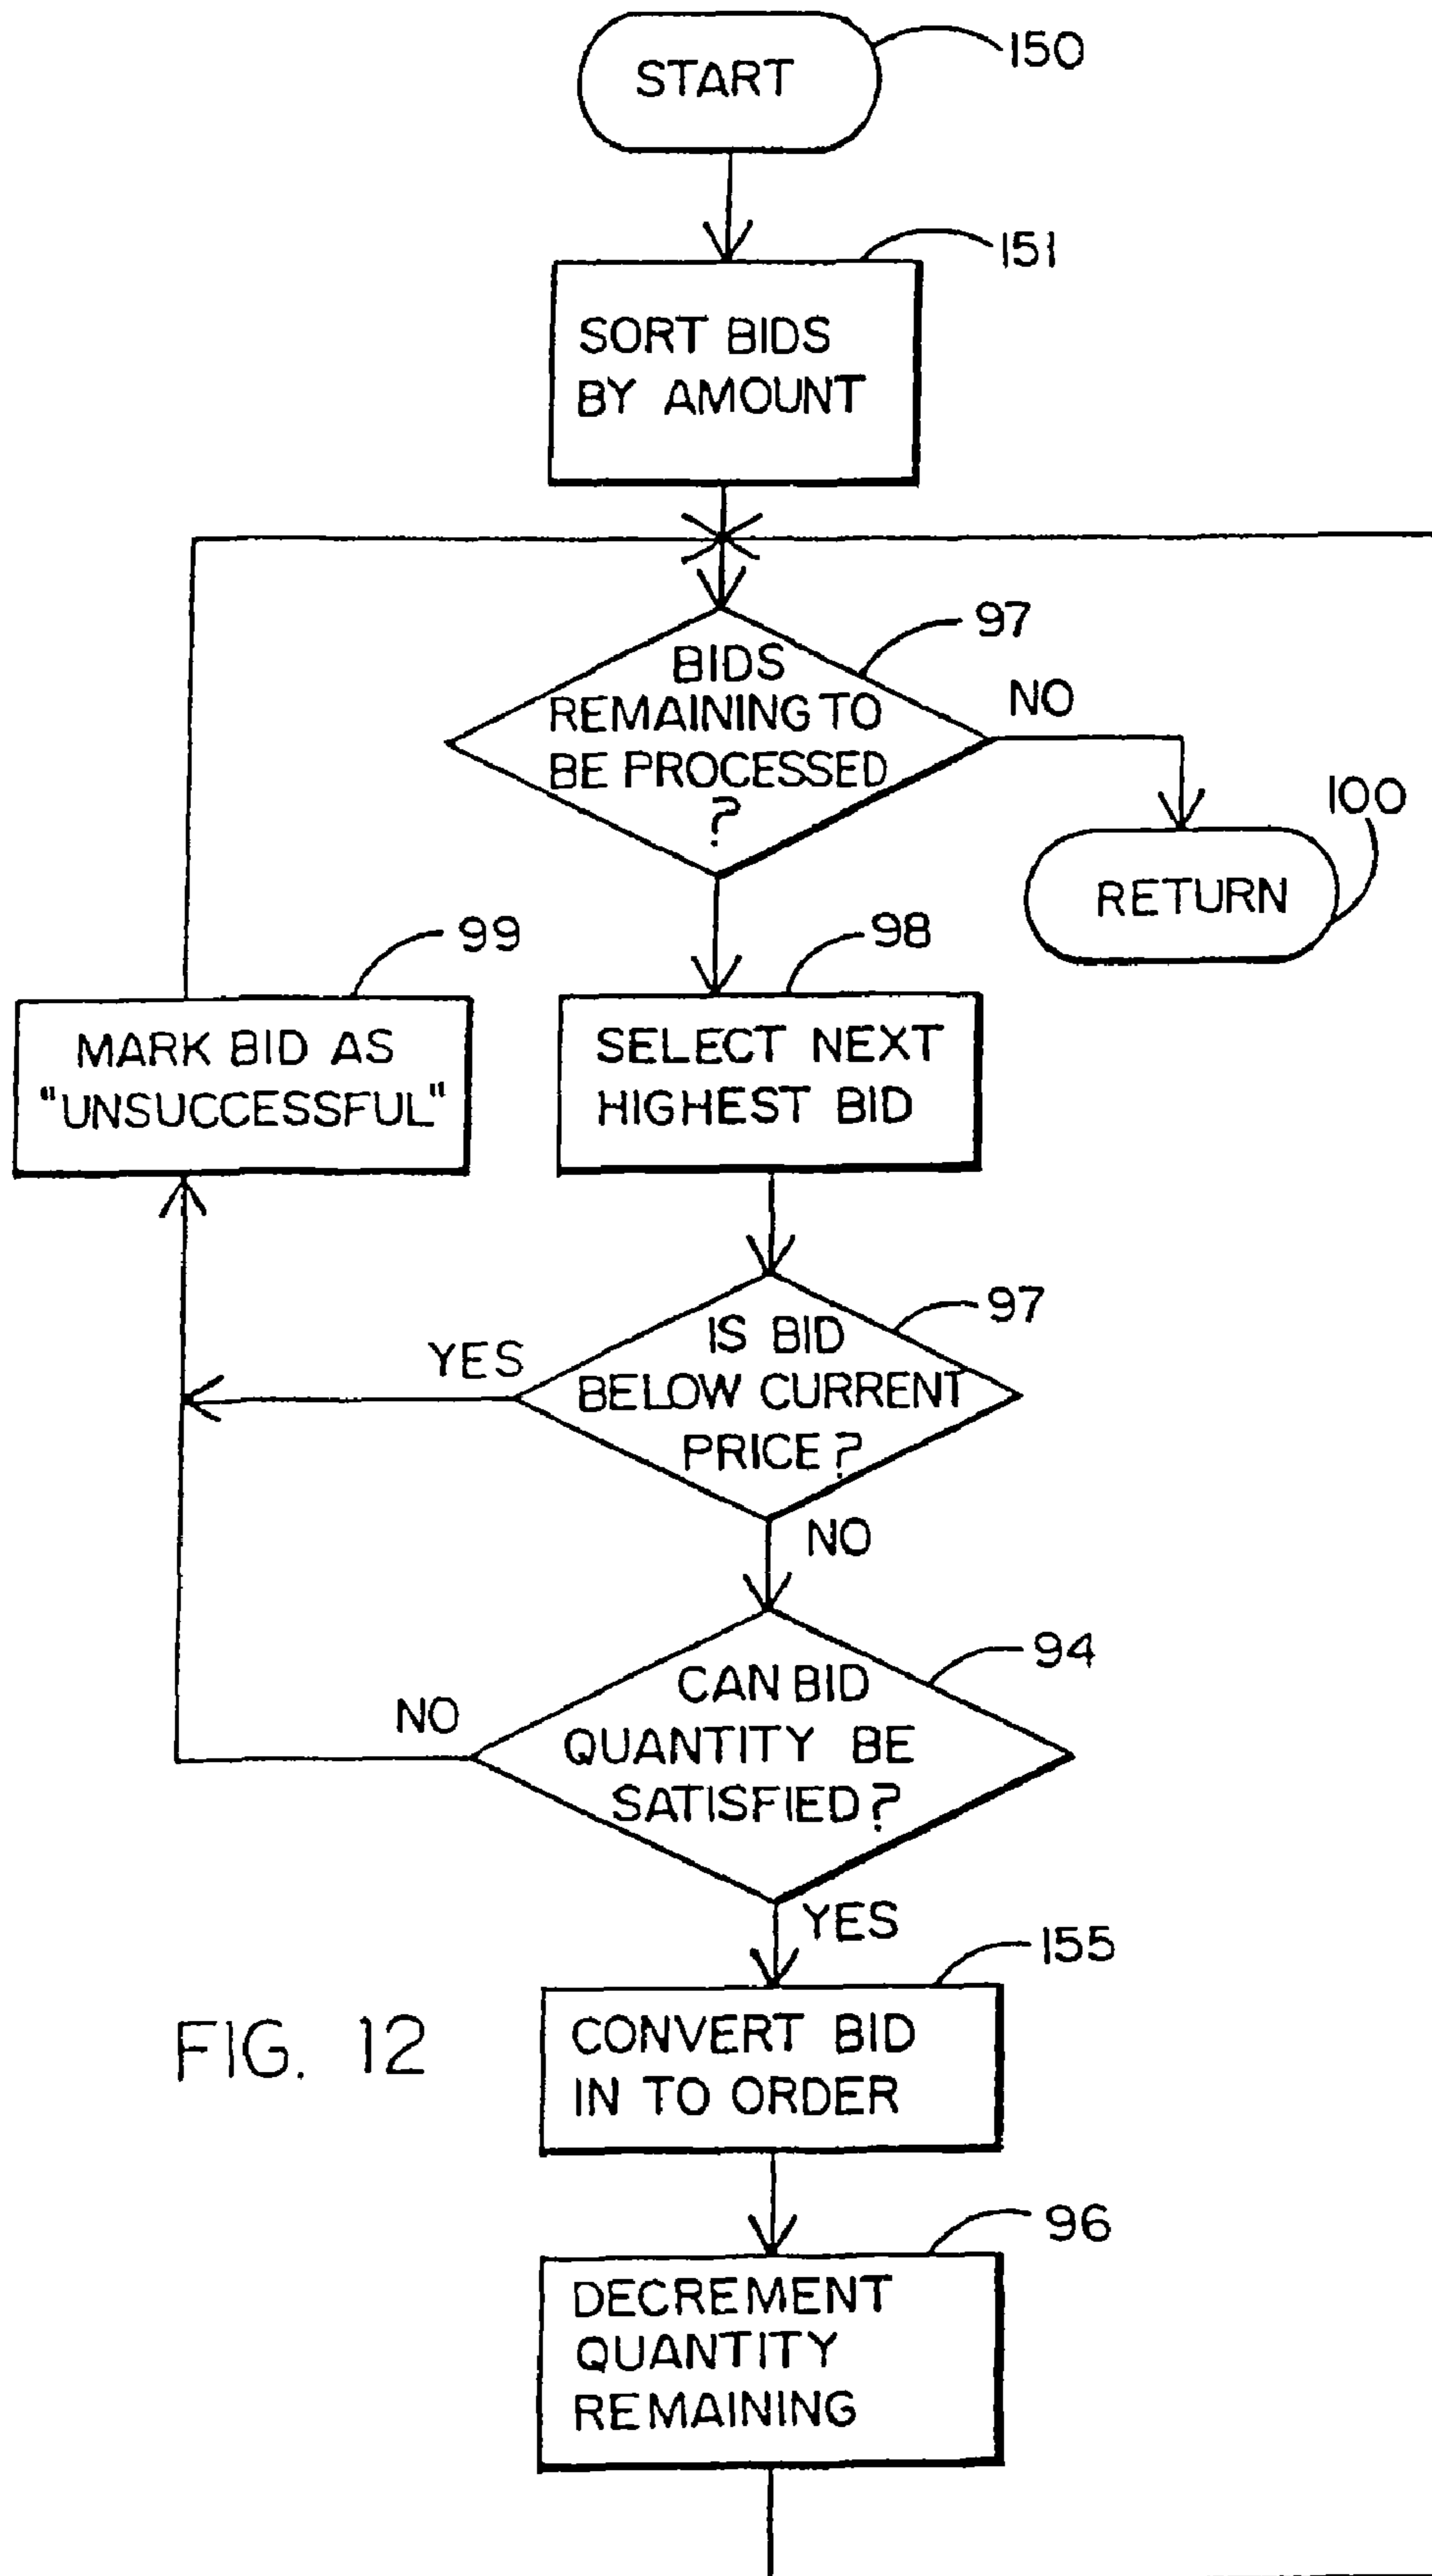 START
150
151
SORT BIDS
BY AMOUNT
97
BIDS
REMAINING TO
BE PROCESSED
?
NO
100
RETURN
99
MARK BID AS
"UNSUCCESSFUL"
98
SELECT NEXT
HIGHEST BID
97
IS BID
BELOW CURRENT
PRICE?
YES
NO
94
CAN BID
QUANTITY BE
SATISFIED?
NO
YES
155
CONVERT BID
IN TO ORDER
FIG. 12
96
DECREMENT
QUANTITY
REMAINING